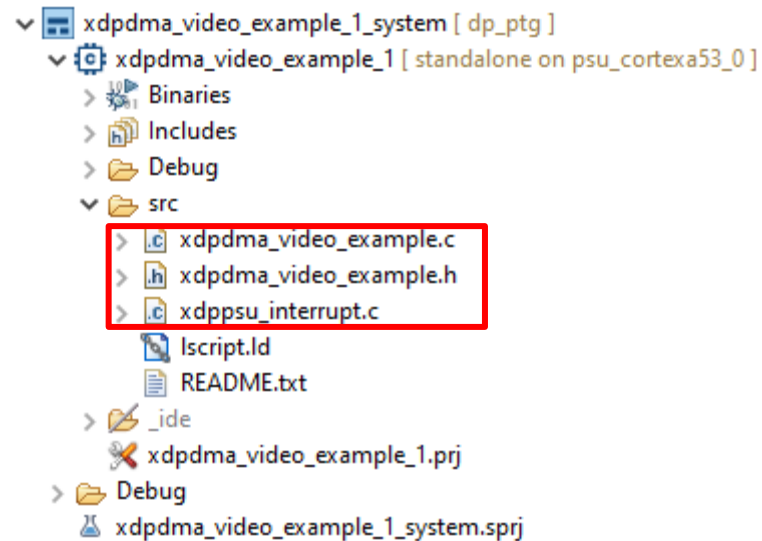 xdpdma_video_example_1_system [ dp_ptg ]
xdpdma_video_example_1 [ standalone on psu_cortexa53_0 ]
Binaries
Includes
Debug
src
xdpdma_video_example.c
xdpdma_video_example.h
xdppsu_interrupt.c
lscript.ld
README.txt
_ide
xdpdma_video_example_1.prj
Debug
xdpdma_video_example_1_system.sprj